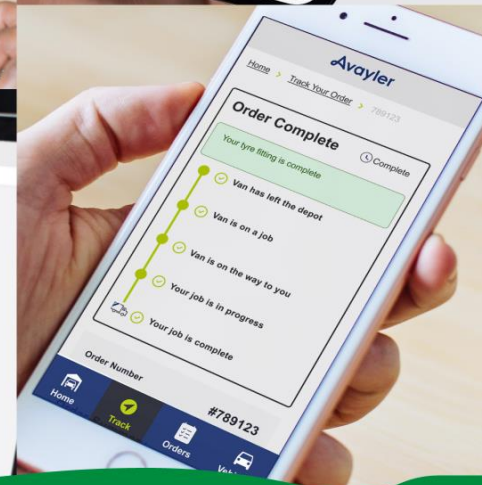 Avayler
Home > Track Your Order > 789123
Order Complete
Complete
Your tyre fitting is complete
Van has left the depot
Van is on a job
Van is on the way to you
Your job is in progress
Your job is complete
Order Number
#789123
Home
Track
Orders